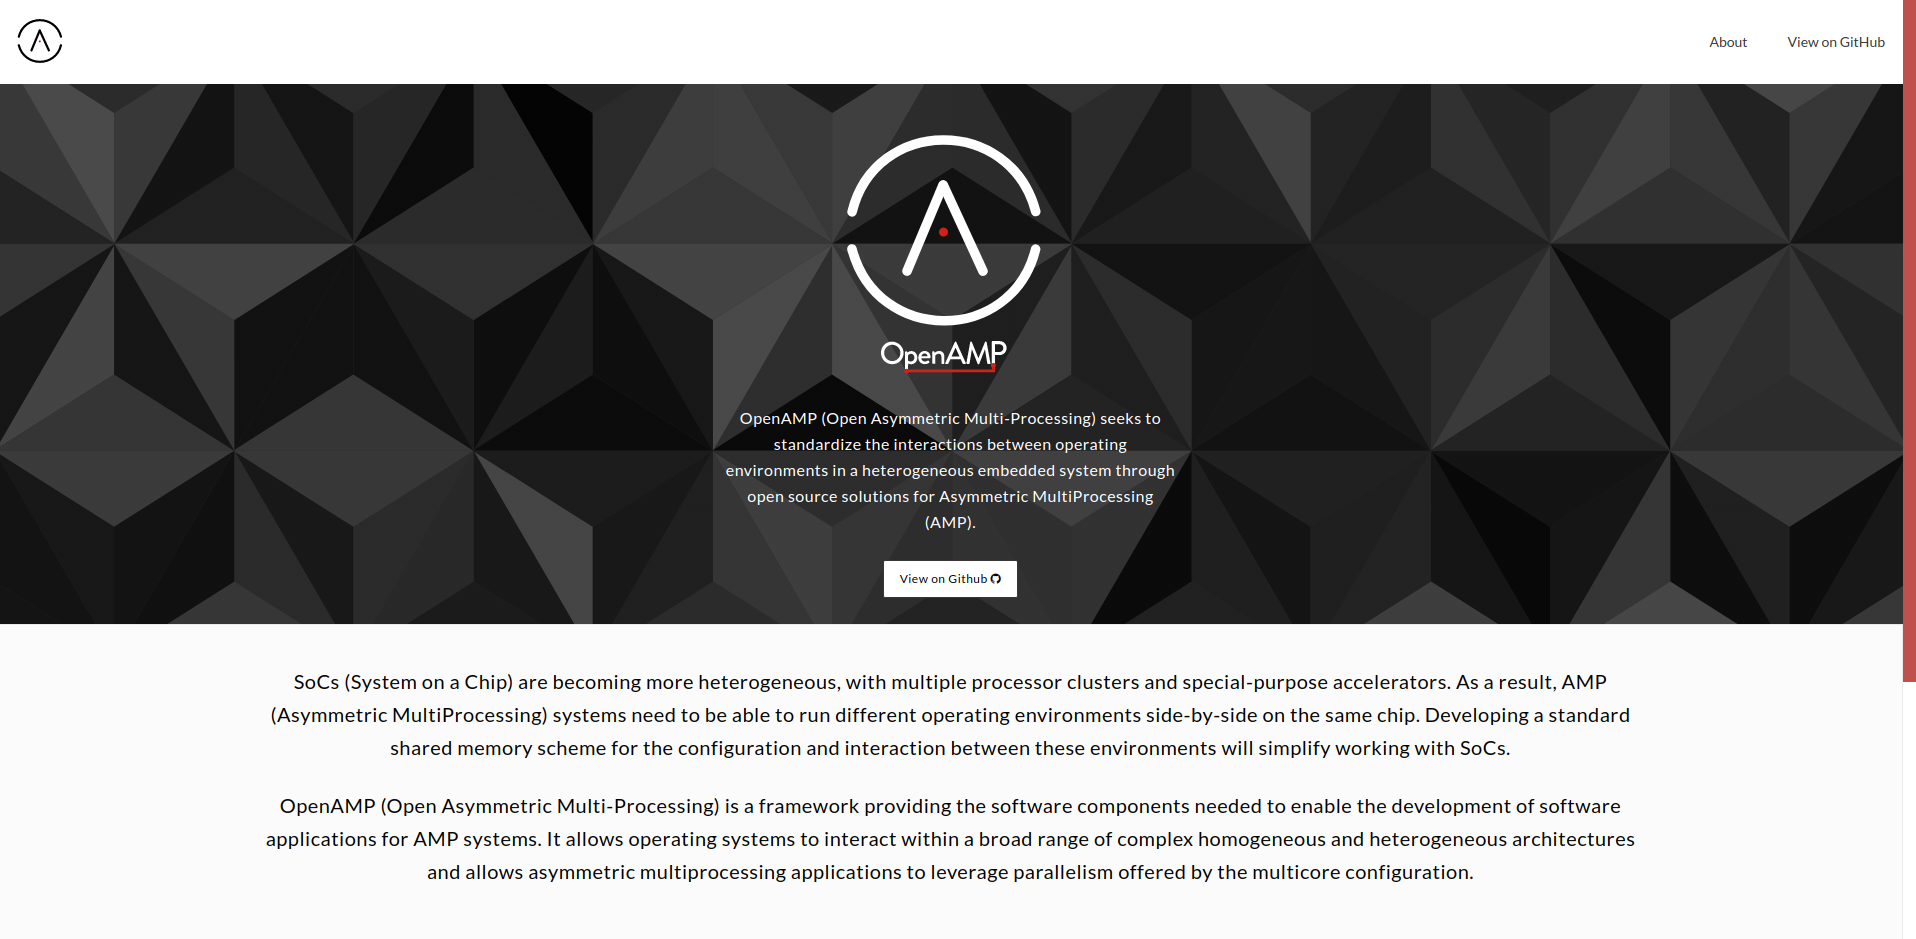 About
View on GitHub
OpenAMP
OpenAMP (Open Asymmetric Multi-Processing) seeks to
standardize the interactions between operating
environments in a heterogeneous embedded system through
open source solutions for Asymmetric MultiProcessing
(AMP).
View on Github
SoCs (System on a Chip) are becoming more heterogeneous, with multiple processor clusters and special-purpose accelerators. As a result, AMP
(Asymmetric MultiProcessing) systems need to be able to run different operating environments side-by-side on the same chip. Developing a standard
shared memory scheme for the configuration and interaction between these environments will simplify working with SoCs.
OpenAMP (Open Asymmetric Multi-Processing) is a framework providing the software components needed to enable the development of software
applications for AMP systems. It allows operating systems to interact within a broad range of complex homogeneous and heterogeneous architectures
and allows asymmetric multiprocessing applications to leverage parallelism offered by the multicore configuration.